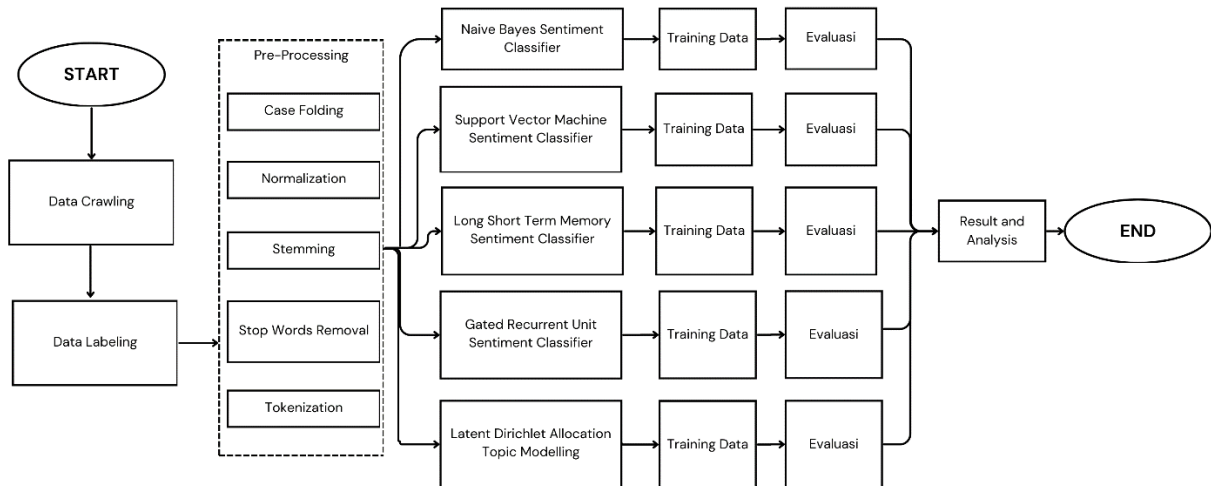 START
Data Crawling
Data Labeling
Pre-Processing
Case Folding
Normalization
Stemming
Stop Words Removal
Tokenization
Naive Bayes Sentiment
Classifier
Training Data
Evaluasi
Support Vector Machine
Sentiment Classifier
Training Data
Evaluasi
Long Short Term Memory
Sentiment Classifier
Training Data
Evaluasi
Gated Recurrent Unit
Sentiment Classifier
Training Data
Evaluasi
Latent Dirichlet Allocation
Topic Modelling
Training Data
Evaluasi
Result and
Analysis
END